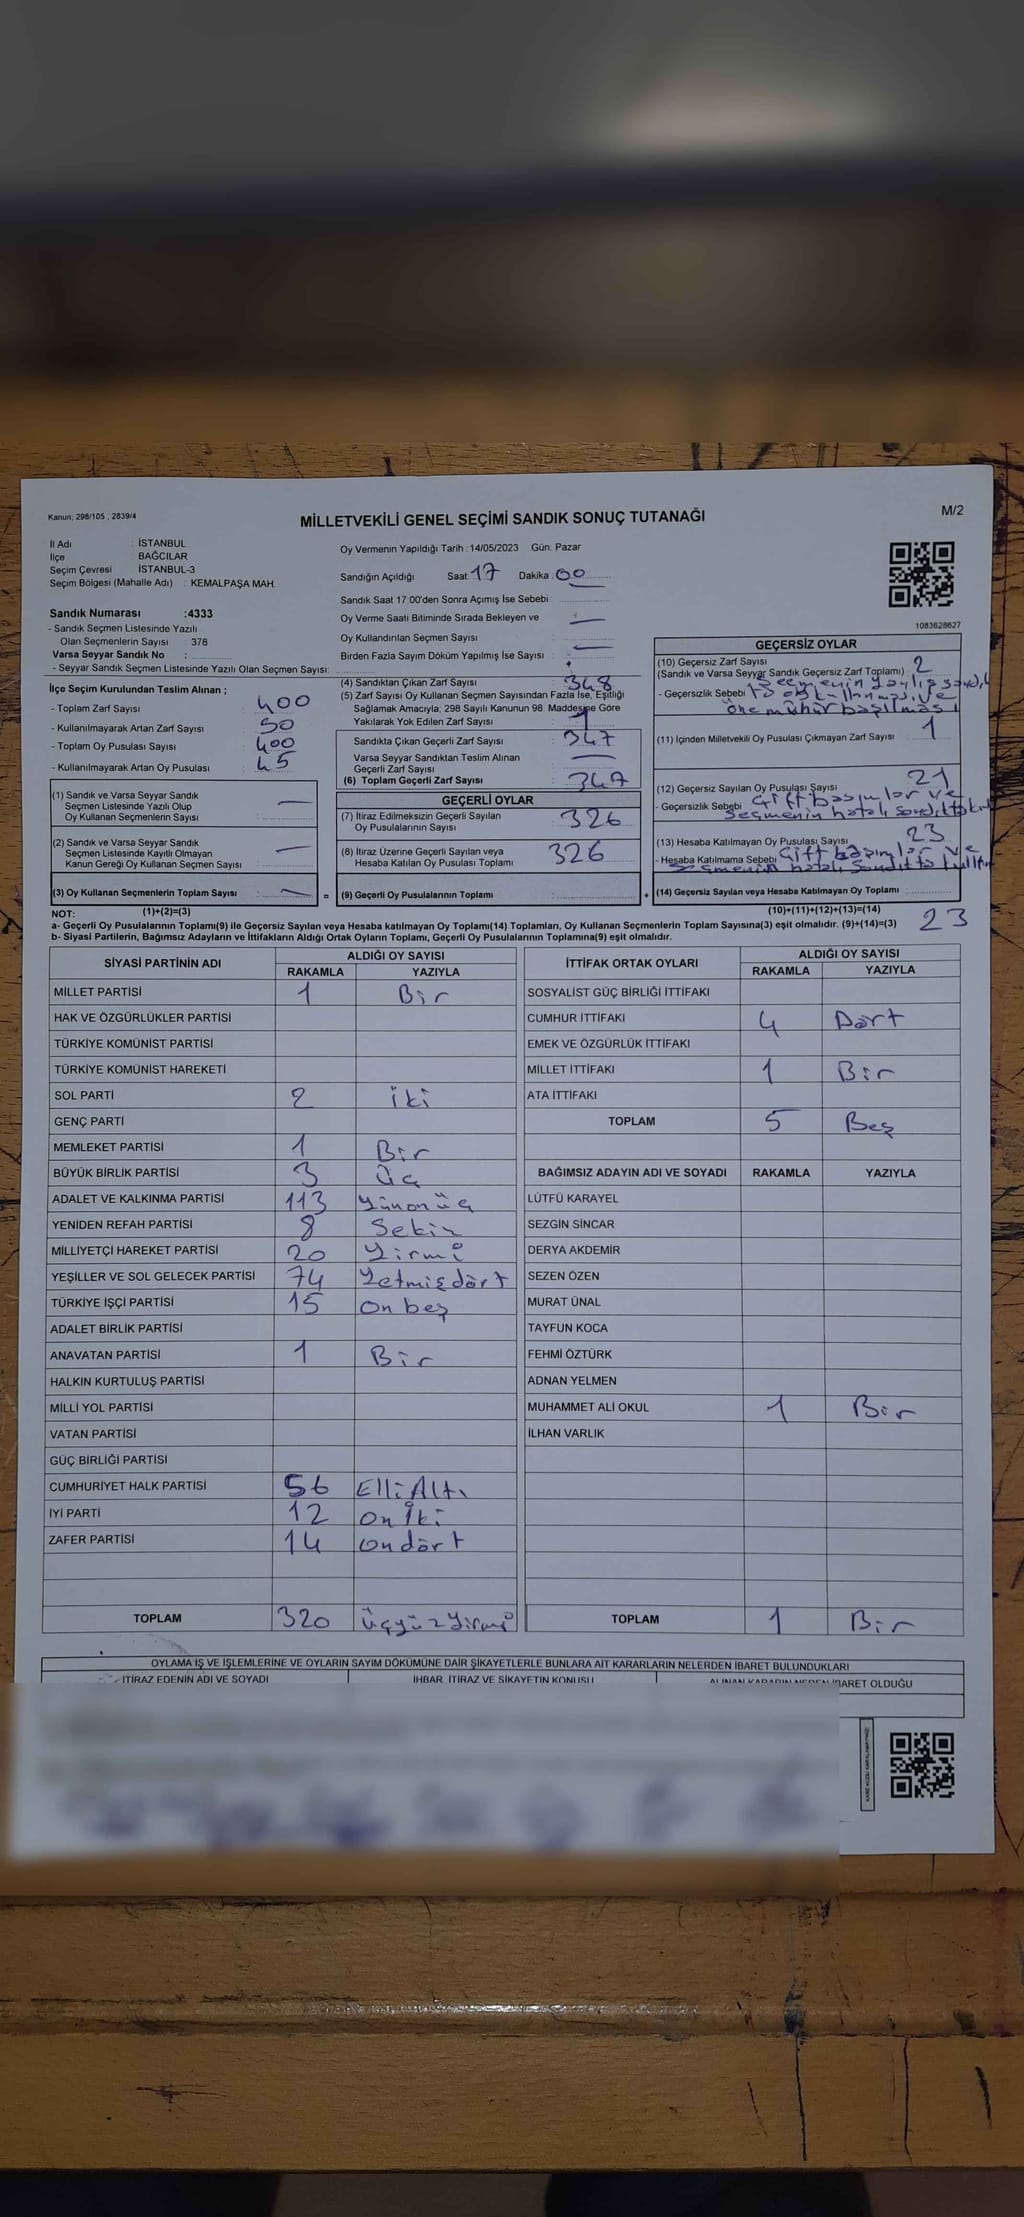 Kanun; 298/105 , 2839/4
MİLLETVEKİLİ GENEL SEÇİMİ SANDIK SONUÇ TUTANAĞI
M/2
İl Adı : İSTANBUL
İlçe : BAĞCILAR
Seçim Çevresi : İSTANBUL-3
Seçim Bölgesi (Mahalle Adı) : KEMALPAŞA MAH.
Sandık Numarası :4333
- Sandık Seçmen Listesinde Yazılı
Olan Seçmenlerin Sayısı : 378
Varsa Seyyar Sandık No :
- Seyyar Sandık Seçmen Listesinde Yazılı Olan Seçmen Sayısı:
Oy Vermenin Yapıldığı Tarih :14/05/2023 Gün: Pazar
Sandığın Açıldığı Saat: 17 Dakika: 00
Sandık Saat 17.00'den Sonra Açımış İse Sebebi :
Oy Verme Saati Bitiminde Sırada Bekleyen ve : —
Oy Kullandırılan Seçmen Sayısı :
Birden Fazla Sayım Döküm Yapılmış İse Sayısı : —
1083628627
İlçe Seçim Kurulundan Teslim Alınan ;
- Toplam Zarf Sayısı : 400
- Kullanılmayarak Artan Zarf Sayısı : 50
- Toplam Oy Pusulası Sayısı : 400
- Kullanılmayarak Artan Oy Pusulası : 45
(1) Sandık ve Varsa Seyyar Sandık
Seçmen Listesinde Yazılı Olup
Oy Kullanan Seçmenlerin Sayısı : —
(2) Sandık ve Varsa Seyyar Sandık
Seçmen Listesinde Kayıtlı Olmayan
Kanun Gereği Oy Kullanan Seçmen Sayısı : —
(3) Oy Kullanan Seçmenlerin Toplam Sayısı : —
(4) Sandıktan Çıkan Zarf Sayısı : 348
(5) Zarf Sayısı Oy Kullanan Seçmen Sayısından Fazla İse, Eşitliği
Sağlamak Amacıyla; 298 Sayılı Kanunun 98 Maddesine Göre
Yakılarak Yok Edilen Zarf Sayısı : 1
Sandıkta Çıkan Geçerli Zarf Sayısı : 347
Varsa Seyyar Sandıktan Teslim Alınan
Geçerli Zarf Sayısı : —
(6) Toplam Geçerli Zarf Sayısı : 347
GEÇERLİ OYLAR
(7) İtiraz Edilmeksizin Geçerli Sayılan
Oy Pusulalarının Sayısı : 326
(8) İtiraz Üzerine Geçerli Sayılan veya
Hesaba Katılan Oy Pusulası Toplamı : 326
= (9) Geçerli Oy Pusulalarının Toplamı :
GEÇERSİZ OYLAR
(10) Geçersiz Zarf Sayısı
(Sandık ve Varsa Seyyar Sandık Geçersiz Zarf Toplamı) : 2
- Geçersizlik Sebebi : Seçmenin
öne mühür basılması
(11) İçinden Milletvekili Oy Pusulası Çıkmayan Zarf Sayısı : 1
(12) Geçersiz Sayılan Oy Pusulası Sayısı : 21
- Geçersizlik Sebebi : Çift basımlar ve
seçmenin hatalı
(13) Hesaba Katılmayan Oy Pusulası Sayısı : 23
- Hesaba Katılmama Sebebi : Çift basımlar ve
seçmenin hatalı
+ (14) Geçersiz Sayılan veya Hesaba Katılmayan Oy Toplamı :
NOT: (1)+(2)=(3)
(10)+(11)+(12)+(13)=(14)
23
a- Geçerli Oy Pusulalarının Toplamı(9) ile Geçersiz Sayılan veya Hesaba katılmayan Oy Toplamı(14) Toplamları, Oy Kullanan Seçmenlerin Toplam Sayısına(3) eşit olmalıdır. (9)+(14)=(3)
b- Siyasi Partilerin, Bağımsız Adayların ve İttifakların Aldığı Ortak Oyların Toplamı, Geçerli Oy Pusulalarının Toplamına(9) eşit olmalıdır.
SİYASİ PARTİNİN ADI ALDIĞI OY SAYISI
RAKAMLA YAZIYLA
MİLLET PARTİSİ 1 Bir
HAK VE ÖZGÜRLÜKLER PARTİSİ
TÜRKİYE KOMÜNİST PARTİSİ
TÜRKİYE KOMÜNİST HAREKETİ
SOL PARTİ 2 iki
GENÇ PARTİ
MEMLEKET PARTİSİ 1 Bir
BÜYÜK BİRLİK PARTİSİ 3 Üç
ADALET VE KALKINMA PARTİSİ 113 Yüzonüç
YENİDEN REFAH PARTİSİ 8 Sekiz
MİLLİYETÇİ HAREKET PARTİSİ 20 Yirmi
YEŞİLLER VE SOL GELECEK PARTİSİ 74 Yetmişdört
TÜRKİYE İŞÇİ PARTİSİ 15 on beş
ADALET BİRLİK PARTİSİ
ANAVATAN PARTİSİ 1 Bir
HALKIN KURTULUŞ PARTİSİ
MİLLİ YOL PARTİSİ
VATAN PARTİSİ
GÜÇ BİRLİĞİ PARTİSİ
CUMHURİYET HALK PARTİSİ 56 Elli Altı
İYİ PARTİ 12 on İki
ZAFER PARTİSİ 14 ondört
TOPLAM 320 üçyüzyirmi
İTTİFAK ORTAK OYLARI ALDIĞI OY SAYISI
RAKAMLA YAZIYLA
SOSYALİST GÜÇ BİRLİĞİ İTTİFAKI
CUMHUR İTTİFAKI 4 Dört
EMEK VE ÖZGÜRLÜK İTTİFAKI
MİLLET İTTİFAKI 1 Bir
ATA İTTİFAKI
TOPLAM 5 Beş
BAĞIMSIZ ADAYIN ADI VE SOYADI RAKAMLA YAZIYLA
LÜTFÜ KARAYEL
SEZGİN SİNCAR
DERYA AKDEMİR
SEZEN ÖZEN
MURAT ÜNAL
TAYFUN KOCA
FEHMİ ÖZTÜRK
ADNAN YELMEN
MUHAMMET ALİ OKUL 1 Bir
İLHAN VARLIK
TOPLAM 1 Bir
OYLAMA İŞ VE İŞLEMLERİNE VE OYLARIN SAYIM DÖKÜMÜNE DAİR ŞİKAYETLERLE BUNLARA AİT KARARLARIN NELERDEN İBARET BULUNDUKLARI
İTİRAZ EDENİN ADI VE SOYADI İHBAR, İTİRAZ VE ŞİKAYETİN KONUSU ALINAN KARARIN NEDEN İBARET OLDUĞU